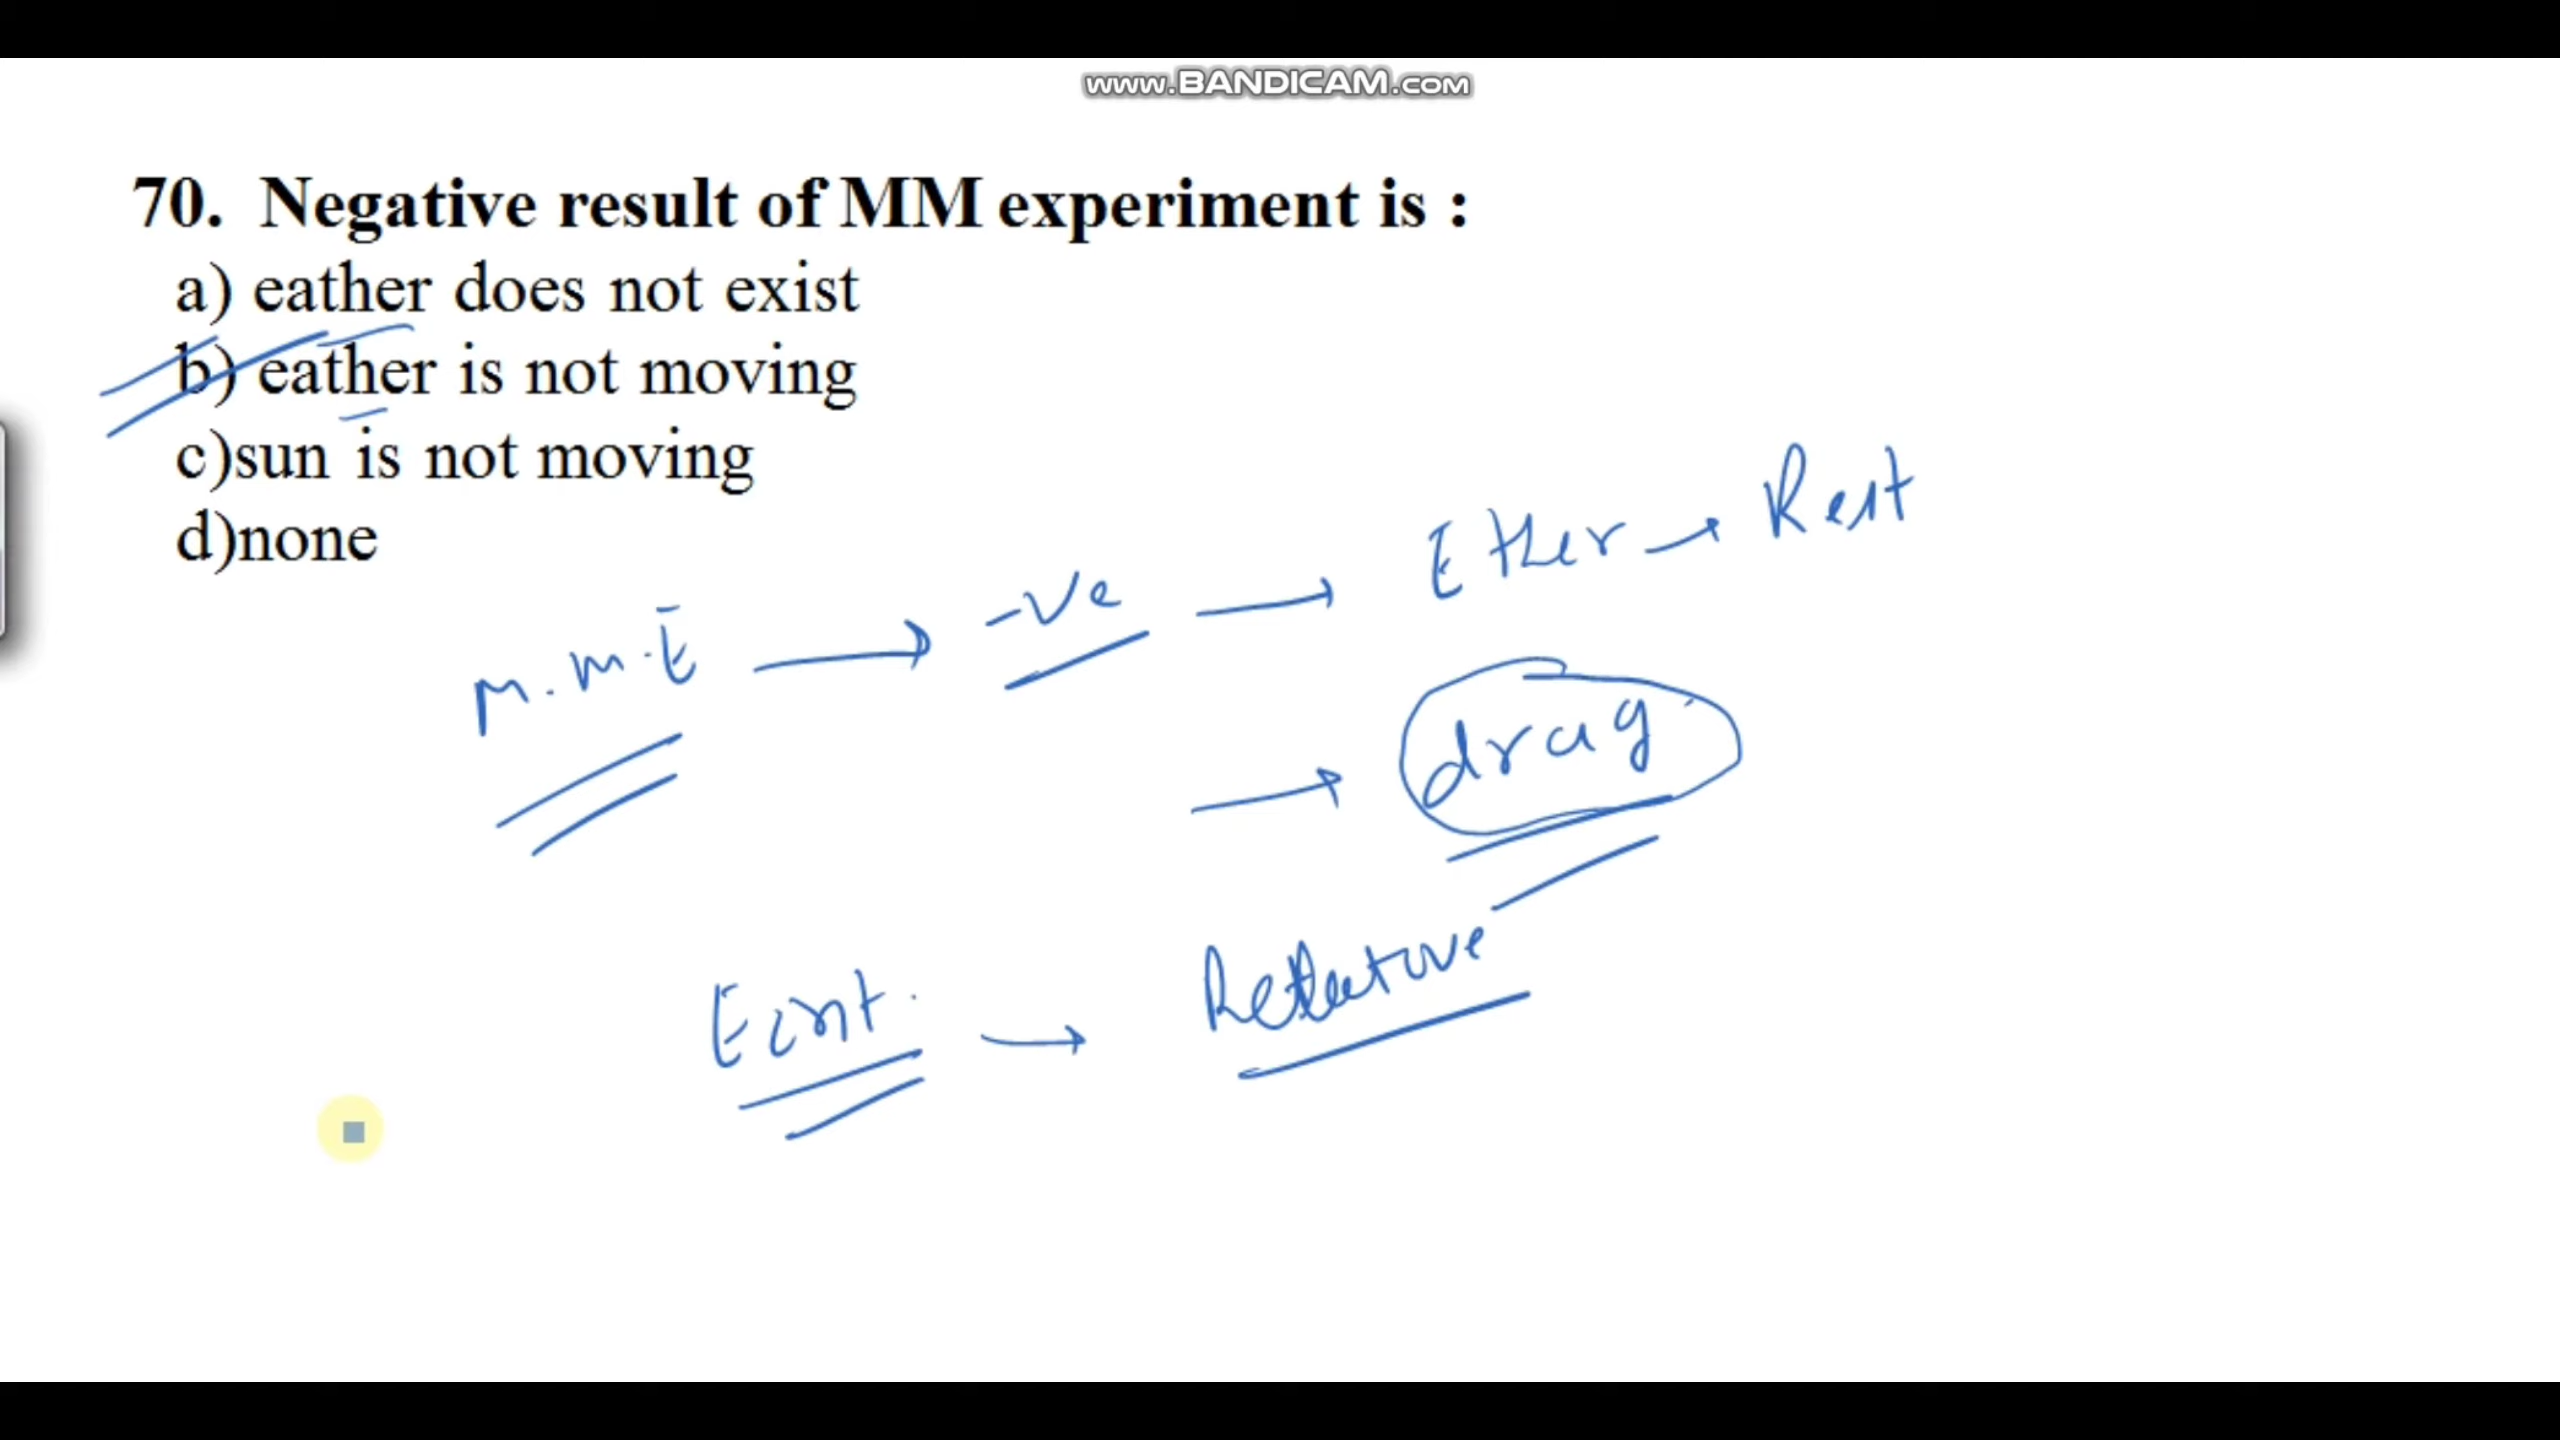 www.BANDICAM.com
70. Negative result of MM experiment is :
a) eather does not exist
b) eather is not moving
c)sun is not moving
d)none
Ether → Rest
M.M.E → -Ve →
→ drag
→ Relative